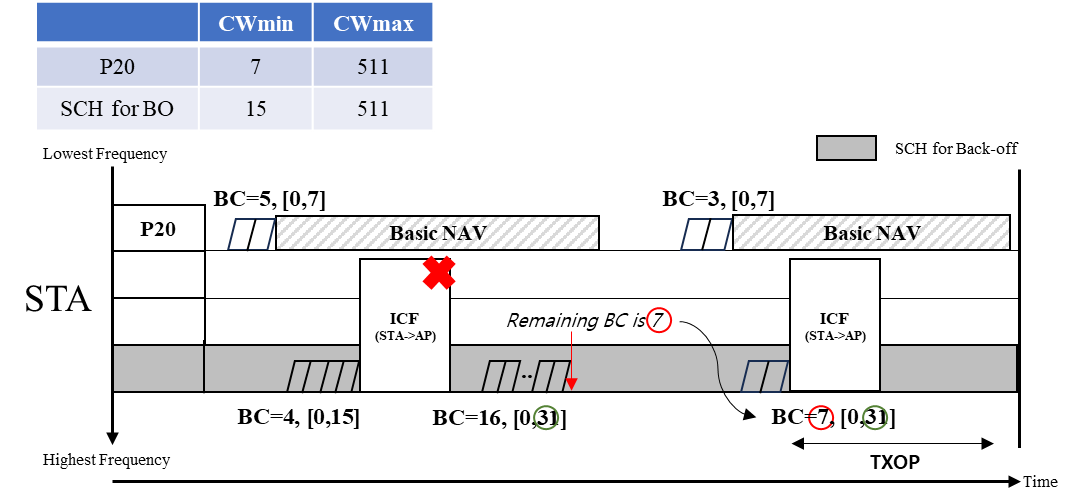 CWmin CWmax
P20 7 511
SCH for BO 15 511
Lowest Frequency
SCH for Back-off
BC=5, [0,7]
BC=3, [0,7]
P20
Basic NAV
Basic NAV
STA
ICF
(STA->AP)
Remaining BC is 7
ICF
(STA->AP)
..
BC=4, [0,15]
BC=16, [0,31]
BC=7, [0,31]
Highest Frequency
TXOP
Time